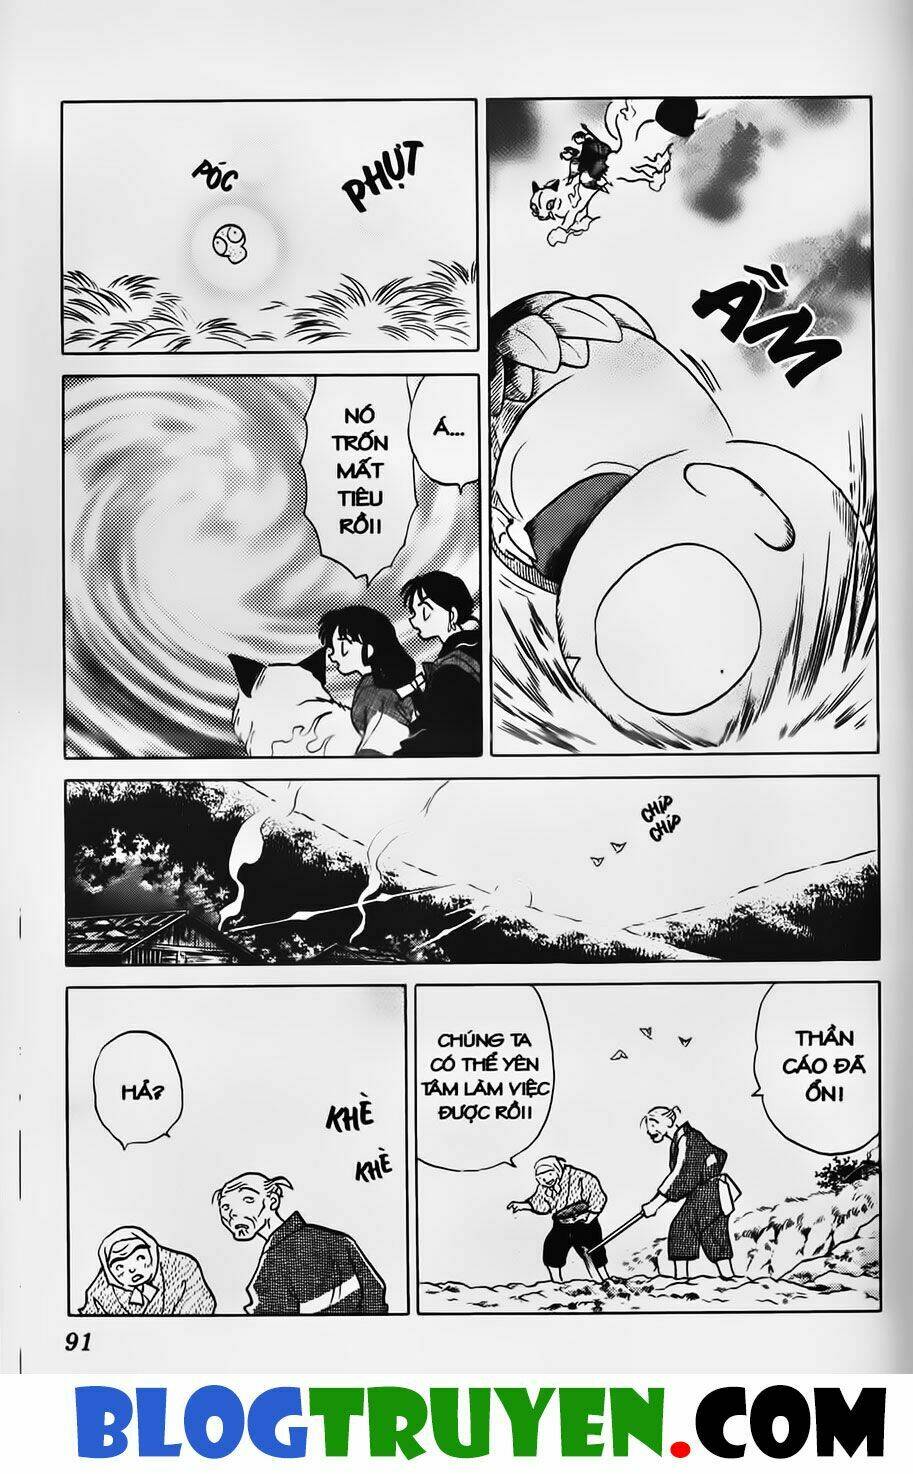 ẦM
PHỰT
PÓC
Á...
NÓ
TRỐN
MẤT
TIÊU
RỒI!
CHÍP
CHÍP
THẦN
CÁO ĐÃ
ỔN!
CHÚNG TA
CÓ THỂ YÊN
TÂM LÀM VIỆC
ĐƯỢC RỒI!
KHÈ
KHÈ
HẢ?
91
BLOGTRUYEN.COM